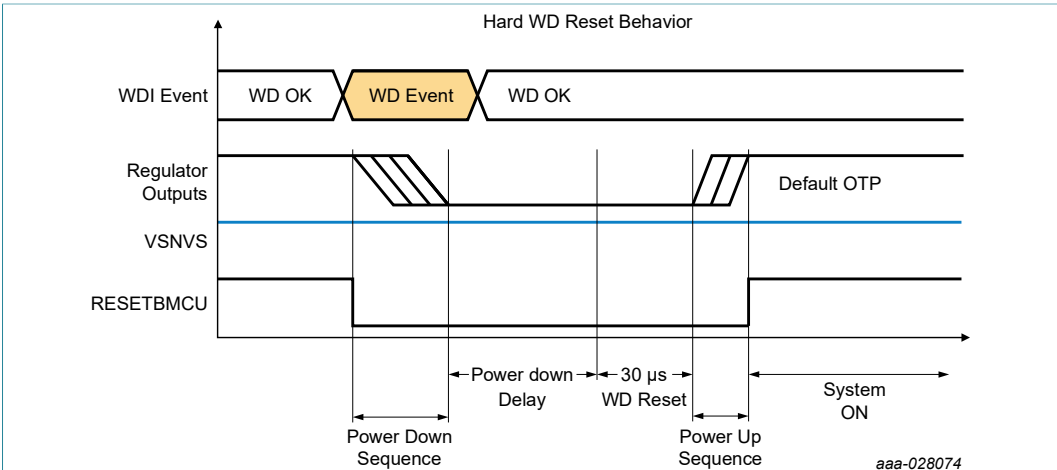 Hard WD Reset Behavior
WDI Event
WD OK
WD Event
WD OK
Regulator
Outputs
Default OTP
VSNVS
RESETBMCU
Power down
Delay
30 µs
WD Reset
System
ON
Power Down
Sequence
Power Up
Sequence
aaa-028074